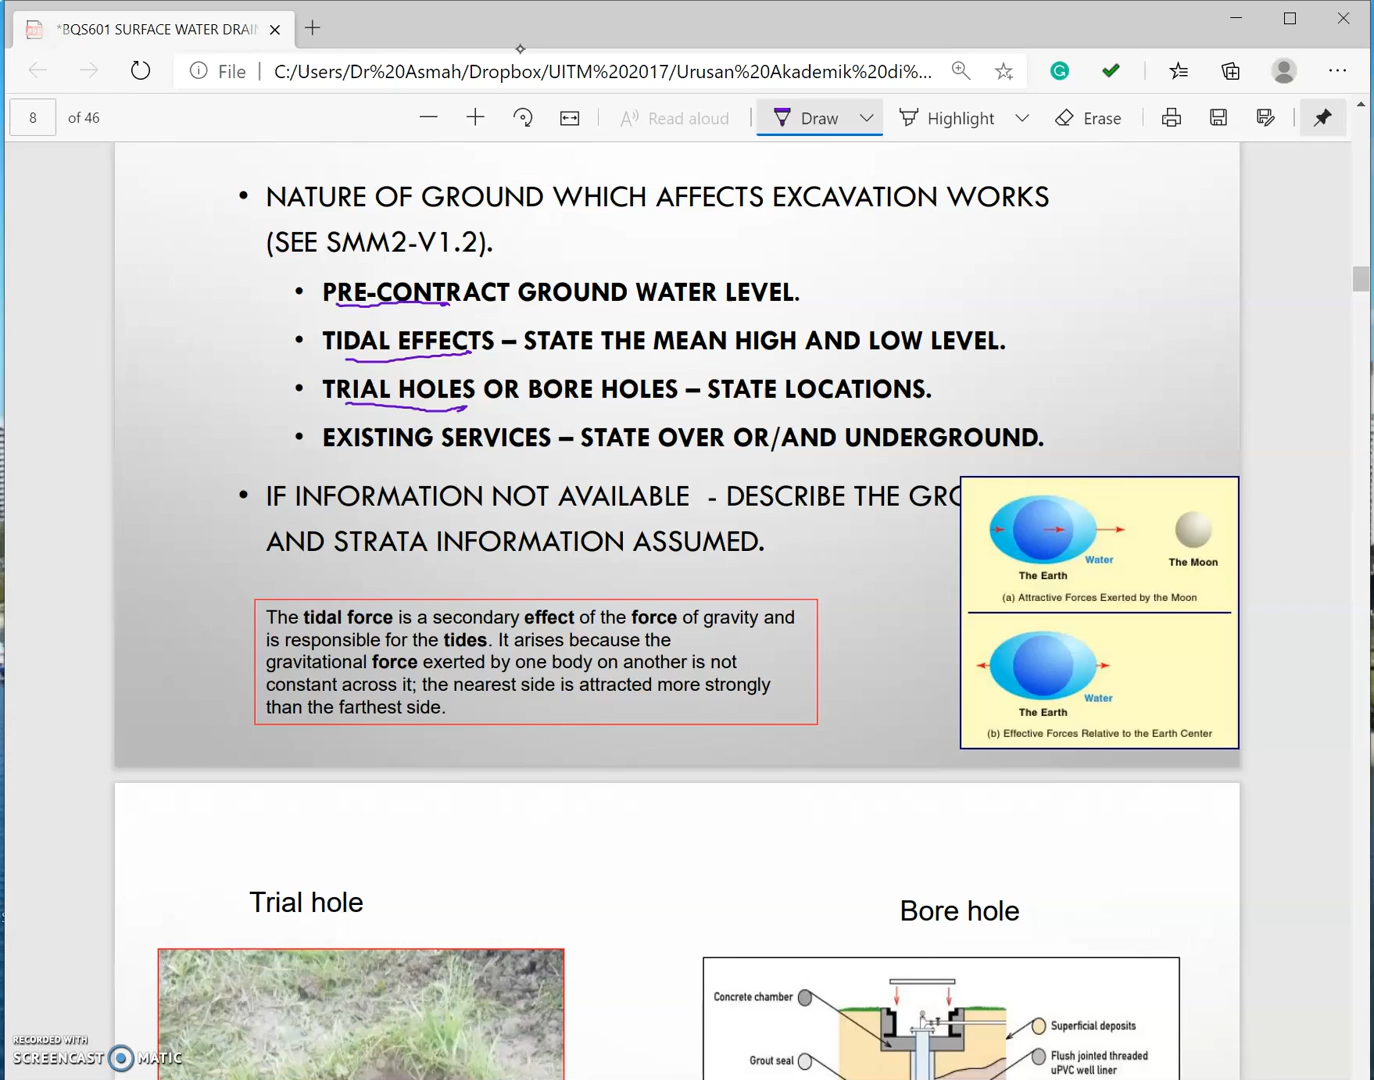 *BQS601 SURFACE WATER DRAIN
File
C:/Users/Dr%20Asmah/Dropbox/UITM%202017/Urusan%20Akademik%20di%...
8 of 46
Read aloud
Draw
Highlight
Erase
• NATURE OF GROUND WHICH AFFECTS EXCAVATION WORKS
(SEE SMM2-V1.2).
• PRE-CONTRACT GROUND WATER LEVEL.
• TIDAL EFFECTS – STATE THE MEAN HIGH AND LOW LEVEL.
• TRIAL HOLES OR BORE HOLES – STATE LOCATIONS.
• EXISTING SERVICES – STATE OVER OR/AND UNDERGROUND.
• IF INFORMATION NOT AVAILABLE - DESCRIBE THE GRO
AND STRATA INFORMATION ASSUMED.
Water
The Earth
The Moon
(a) Attractive Forces Exerted by the Moon
Water
The Earth
(b) Effective Forces Relative to the Earth Center
The tidal force is a secondary effect of the force of gravity and
is responsible for the tides. It arises because the
gravitational force exerted by one body on another is not
constant across it; the nearest side is attracted more strongly
than the farthest side.
Trial hole
Bore hole
Concrete chamber
Superficial deposits
Grout seal
Flush jointed threaded
uPVC well liner
RECORDED WITH
SCREENCAST MATIC